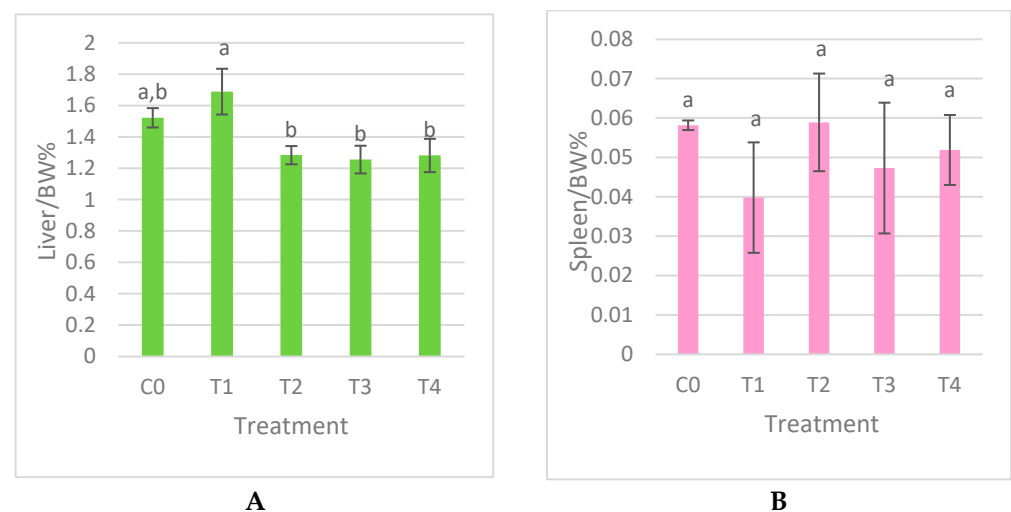 2
1.8
1.6
1.4
1.2
1
0.8
0.6
0.4
0.2
0
Liver/BW%
a,b
a
b
b
b
C0 T1 T2 T3 T4
Treatment
A
0.08
0.07
0.06
0.05
0.04
0.03
0.02
0.01
0
Spleen/BW%
a
a
a
a
a
C0 T1 T2 T3 T4
Treatment
B